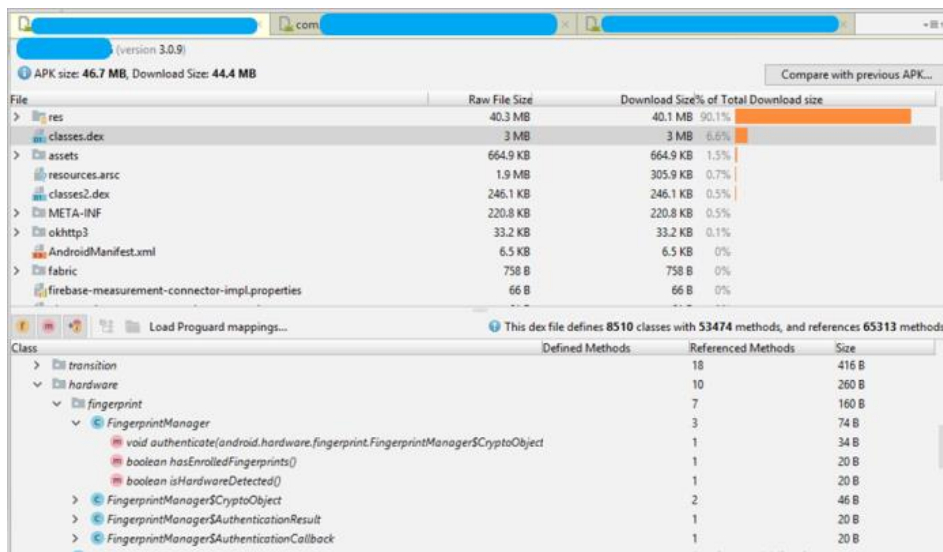 com.
(version 3.0.9)
APK size: 46.7 MB, Download Size: 44.4 MB
Compare with previous APK...
File Raw File Size Download Size % of Total Download size
res 40.3 MB 40.1 MB 90.1%
classes.dex 3 MB 3 MB 6.6%
assets 664.9 KB 664.9 KB 1.5%
resources.arsc 1.9 MB 305.9 KB 0.7%
classes2.dex 246.1 KB 246.1 KB 0.5%
META-INF 220.8 KB 220.8 KB 0.5%
okhttp3 33.2 KB 33.2 KB 0.1%
AndroidManifest.xml 6.5 KB 6.5 KB 0%
fabric 758 B 758 B 0%
firebase-measurement-connector-impl.properties 66 B 66 B 0%
Load Proguard mappings... This dex file defines 8510 classes with 53474 methods, and references 65313 methods
Class Defined Methods Referenced Methods Size
transition 18 416 B
hardware 10 260 B
fingerprint 7 160 B
FingerprintManager 3 74 B
void authenticate(android.hardware.fingerprint.FingerprintManager$CryptoObject 1 34 B
boolean hasEnrolledFingerprints() 1 20 B
boolean isHardwareDetected() 1 20 B
FingerprintManager$CryptoObject 2 46 B
FingerprintManager$AuthenticationResult 1 20 B
FingerprintManager$AuthenticationCallback 1 20 B